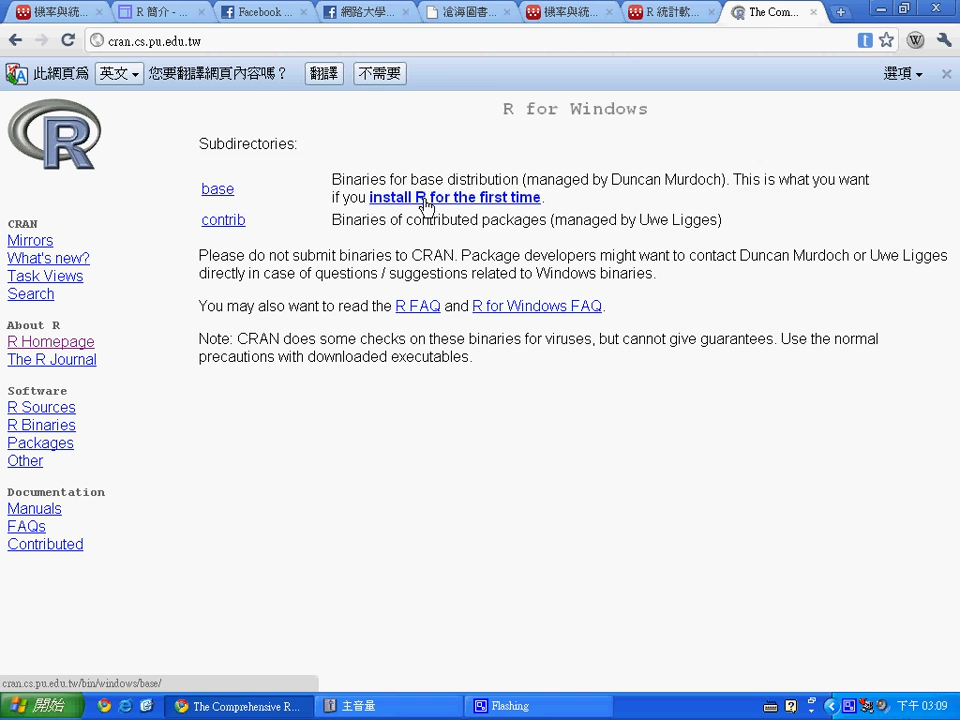 機率與統...
R 簡介 - ...
Facebook ...
網路大學...
滄海圖書...
機率與統...
R 統計軟...
The Com...
cran.cs.pu.edu.tw
此網頁為 英文 您要翻譯網頁內容嗎？ 翻譯 不需要 選項
R
R for Windows
Subdirectories:
base
Binaries for base distribution (managed by Duncan Murdoch). This is what you want
if you install R for the first time.
contrib
Binaries of contributed packages (managed by Uwe Ligges)
Please do not submit binaries to CRAN. Package developers might want to contact Duncan Murdoch or Uwe Ligges
directly in case of questions / suggestions related to Windows binaries.
You may also want to read the R FAQ and R for Windows FAQ.
Note: CRAN does some checks on these binaries for viruses, but cannot give guarantees. Use the normal
precautions with downloaded executables.
CRAN
Mirrors
What's new?
Task Views
Search
About R
R Homepage
The R Journal
Software
R Sources
R Binaries
Packages
Other
Documentation
Manuals
FAQs
Contributed
cran.cs.pu.edu.tw/bin/windows/base/
開始
The Comprehensive R...
主音量
Flashing
下午 03:09